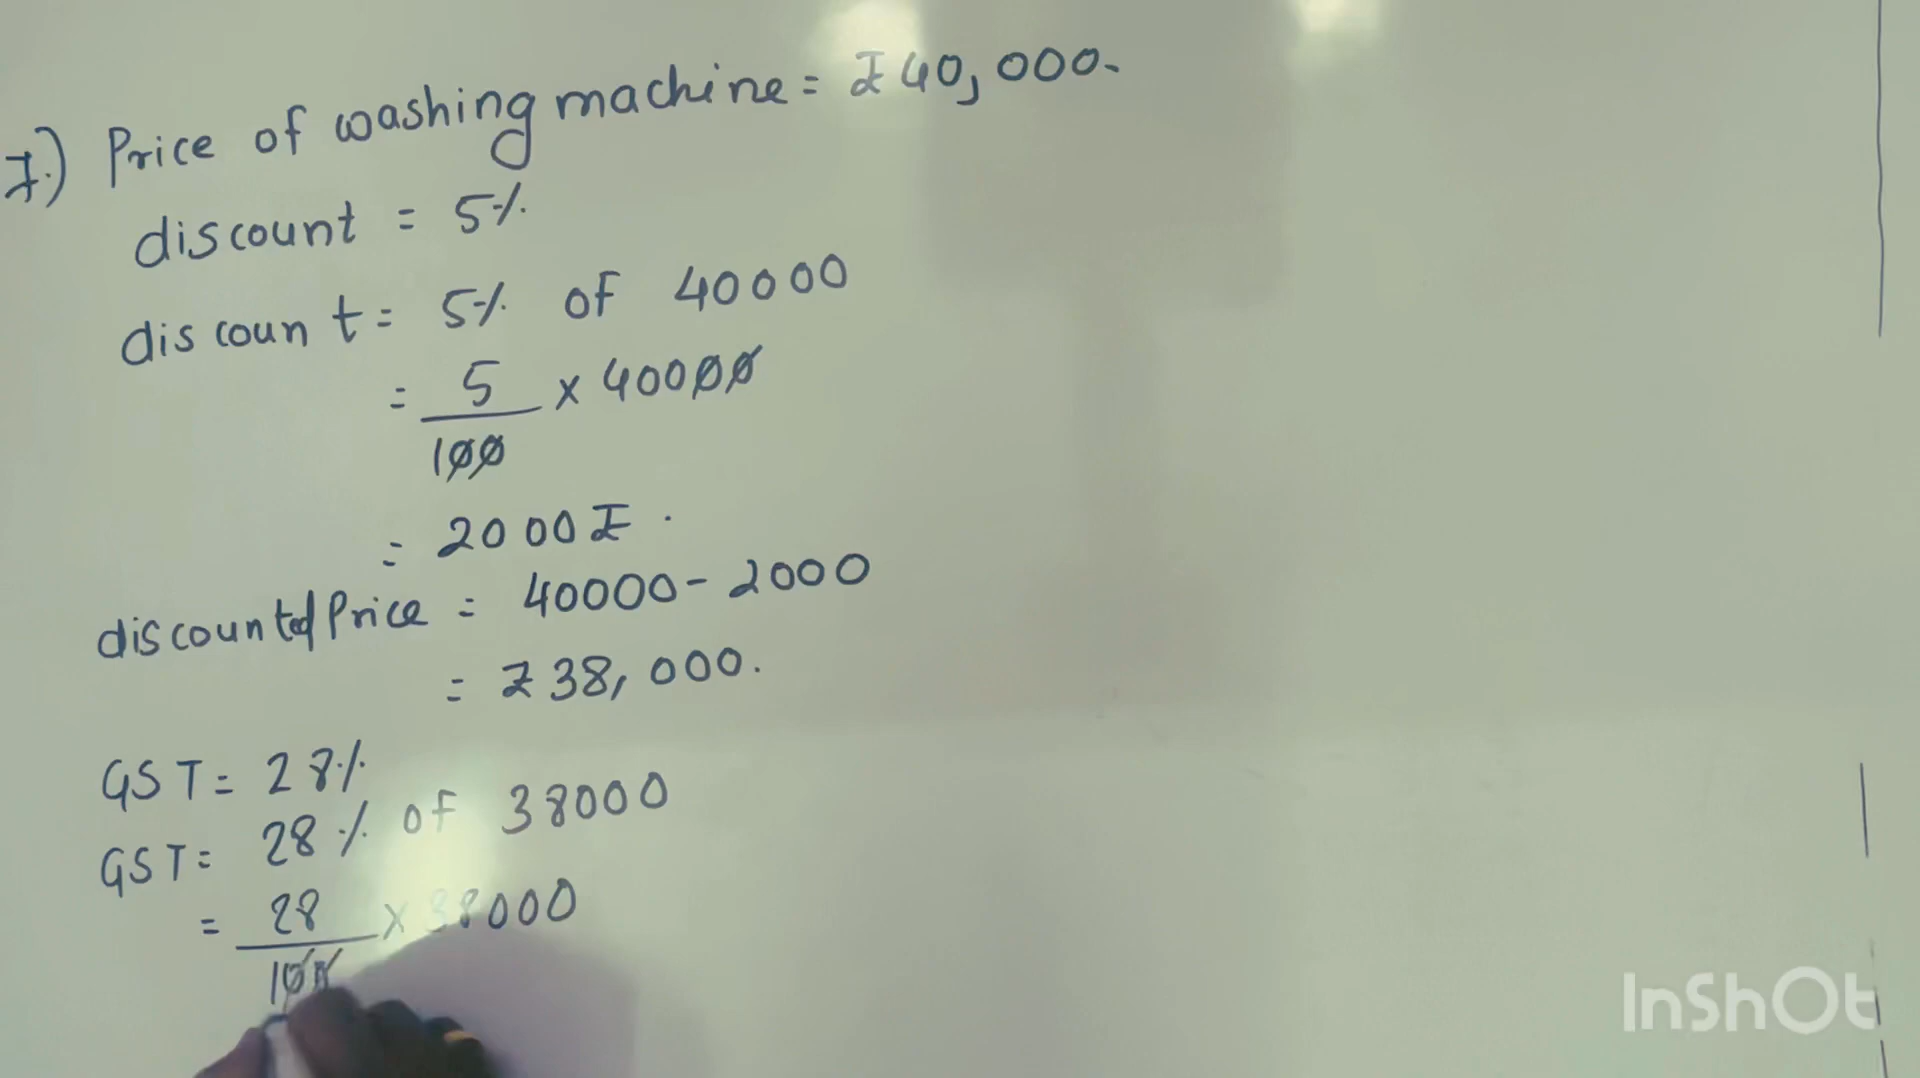 7.) Price of washing machine = ₹40,000.
discount = 5%
discount = 5% of 40000
= 5/100 x 40000
= 2000₹.
discounted Price = 40000 - 2000
= ₹38,000.
GST = 28%
GST = 28% of 38000
= 28/100 x 38000
InShOt